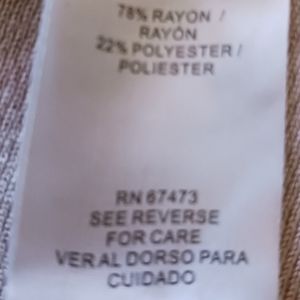 78% RAYON /
RAYÓN
22% POLYESTER /
POLIESTER
RN 67473
SEE REVERSE
FOR CARE
VER AL DORSO PARA
CUIDADO